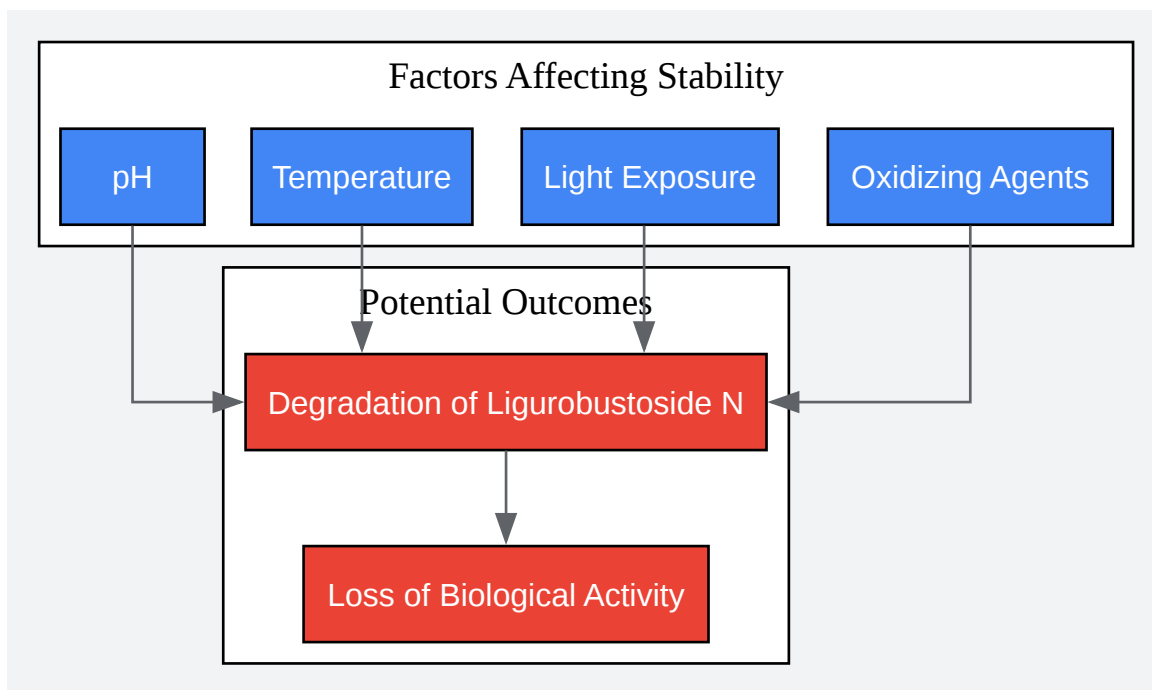 Factors Affecting Stability
pH
Temperature
Light Exposure
Oxidizing Agents
Potential Outcomes
Degradation of Ligurobustoside N
Loss of Biological Activity